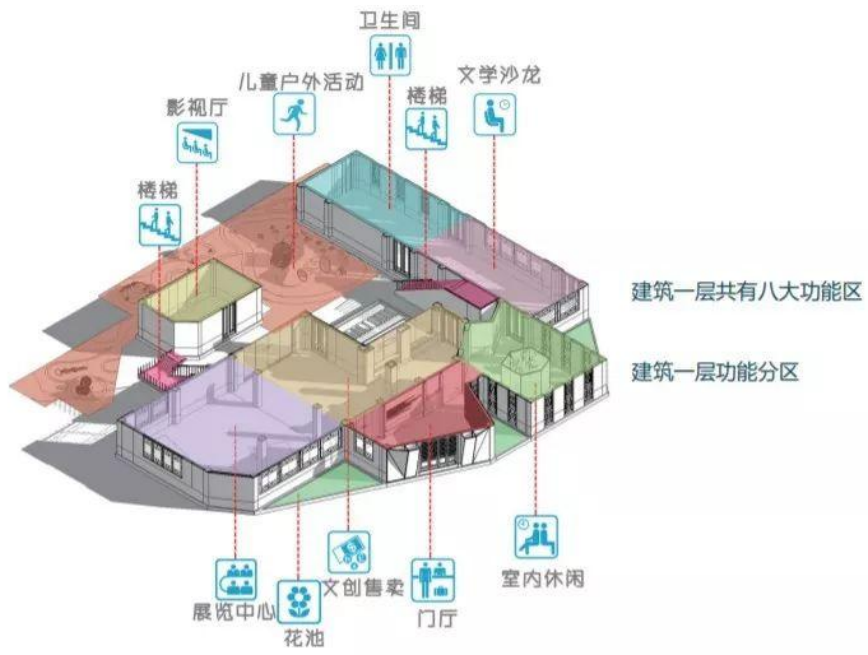 卫生间
文学沙龙
儿童户外活动
楼梯
影视厅
楼梯
建筑一层共有八大功能区
建筑一层功能分区
展览中心
花池
文创售卖
门厅
室内休闲